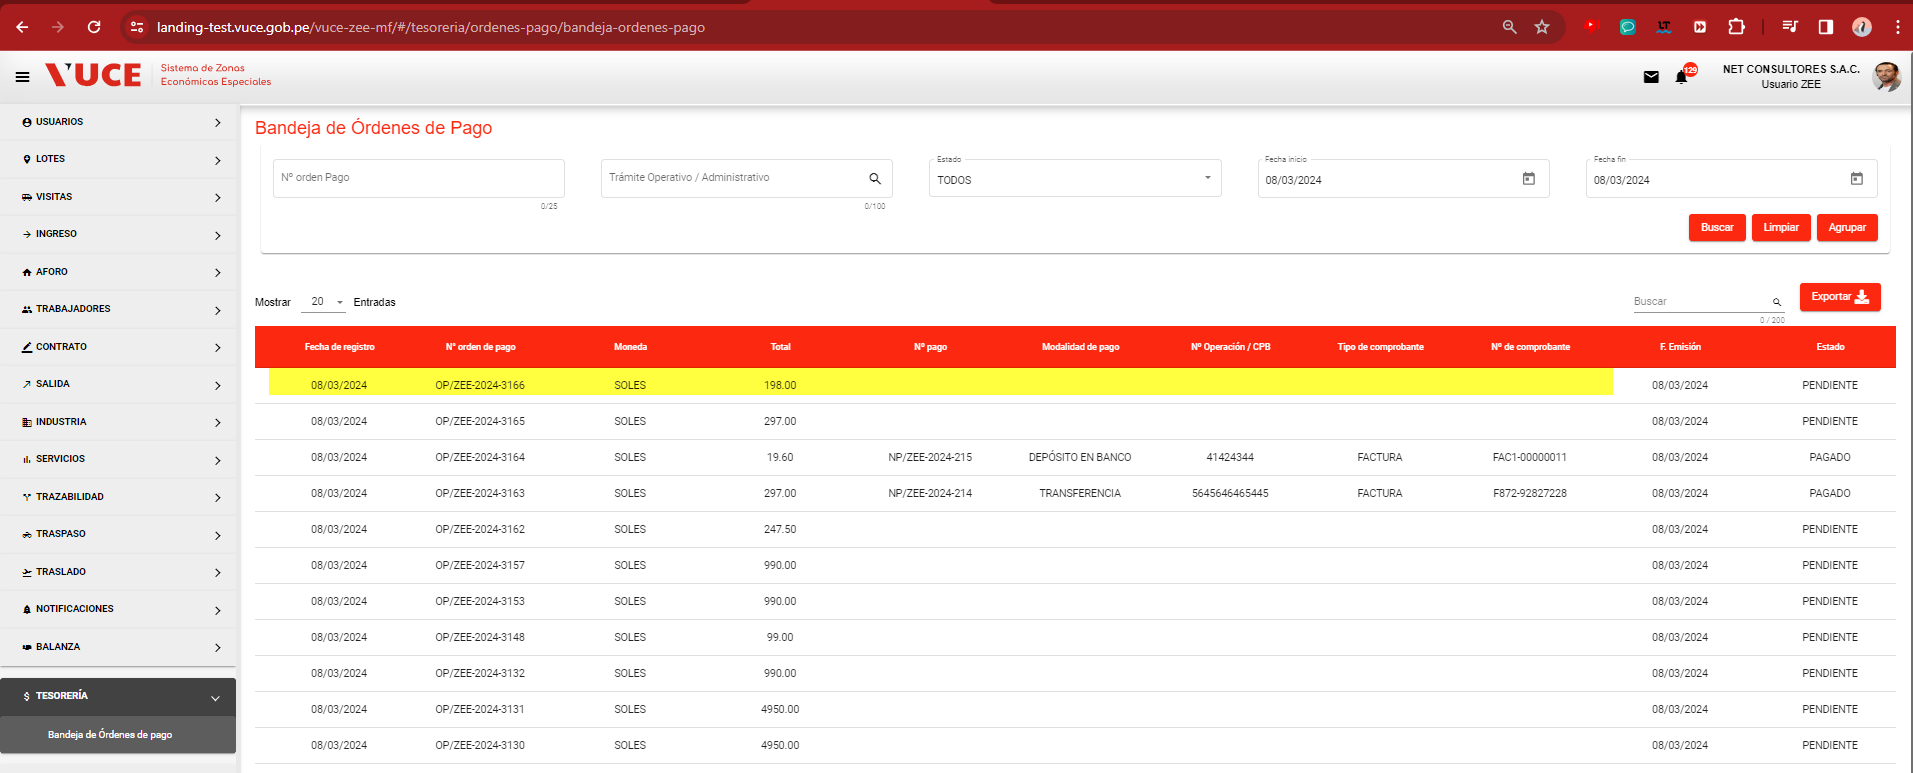 landing-test.vuce.gob.pe/vuce-zee-mf/#/tesoreria/ordenes-pago/bandeja-ordenes-pago
VUCE
Sistema de Zonas
Económicas Especiales
129
NET CONSULTORES S.A.C.
Usuario ZEE
USUARIOS
LOTES
VISITAS
INGRESO
AFORO
TRABAJADORES
CONTRATO
SALIDA
INDUSTRIA
SERVICIOS
TRAZABILIDAD
TRASPASO
TRASLADO
NOTIFICACIONES
BALANZA
TESORERÍA
Bandeja de Órdenes de pago
Bandeja de Órdenes de Pago
Nº orden Pago
0/25
Trámite Operativo / Administrativo
0/100
Estado
TODOS
Fecha inicio
08/03/2024
Fecha fin
08/03/2024
Buscar Limpiar Agrupar
Mostrar 20 Entradas
Buscar
0 / 200
Exportar
Fecha de registro N° orden de pago Moneda Total Nº pago Modalidad de pago Nº Operación / CPB Tipo de comprobante Nº de comprobante F. Emisión Estado
08/03/2024 OP/ZEE-2024-3166 SOLES 198.00 08/03/2024 PENDIENTE
08/03/2024 OP/ZEE-2024-3165 SOLES 297.00 08/03/2024 PENDIENTE
08/03/2024 OP/ZEE-2024-3164 SOLES 19.60 NP/ZEE-2024-215 DEPÓSITO EN BANCO 41424344 FACTURA FAC1-00000011 08/03/2024 PAGADO
08/03/2024 OP/ZEE-2024-3163 SOLES 297.00 NP/ZEE-2024-214 TRANSFERENCIA 5645646465445 FACTURA F872-92827228 08/03/2024 PAGADO
08/03/2024 OP/ZEE-2024-3162 SOLES 247.50 08/03/2024 PENDIENTE
08/03/2024 OP/ZEE-2024-3157 SOLES 990.00 08/03/2024 PENDIENTE
08/03/2024 OP/ZEE-2024-3153 SOLES 990.00 08/03/2024 PENDIENTE
08/03/2024 OP/ZEE-2024-3148 SOLES 99.00 08/03/2024 PENDIENTE
08/03/2024 OP/ZEE-2024-3132 SOLES 990.00 08/03/2024 PENDIENTE
08/03/2024 OP/ZEE-2024-3131 SOLES 4950.00 08/03/2024 PENDIENTE
08/03/2024 OP/ZEE-2024-3130 SOLES 4950.00 08/03/2024 PENDIENTE